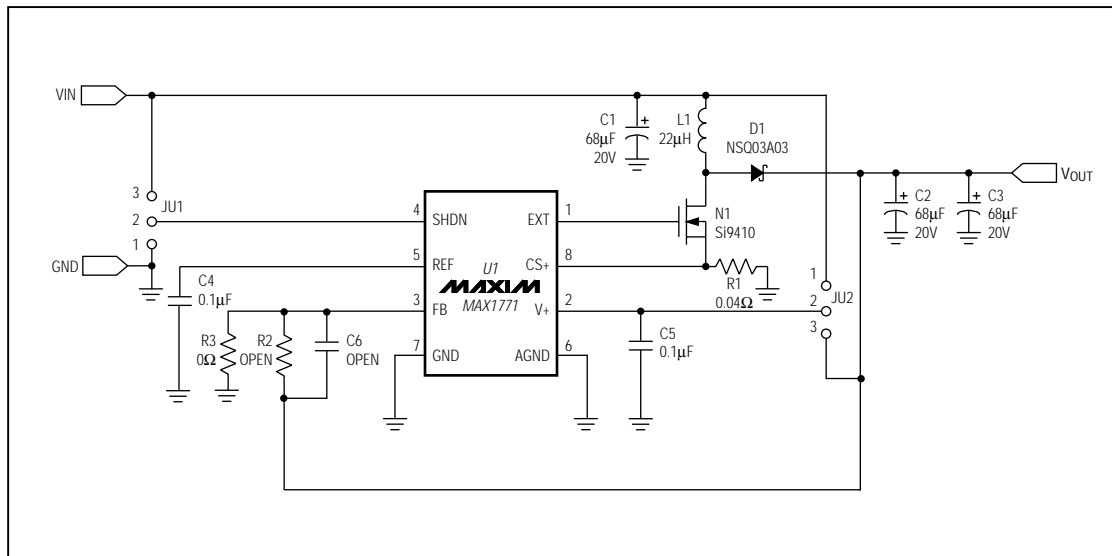 VIN
C1
68µF
20V
L1
22µH
D1
NSQ03A03
VOUT
C2
68µF
20V
C3
68µF
20V
3
2
1
JU1
GND
4
SHDN
EXT
1
N1
Si9410
5
REF
CS+
8
R1
0.04Ω
C4
0.1µF
U1
MAXIM
MAX1771
3
FB
V+
2
1
2
3
JU2
R3
0Ω
R2
OPEN
C6
OPEN
7
GND
AGND
6
C5
0.1µF